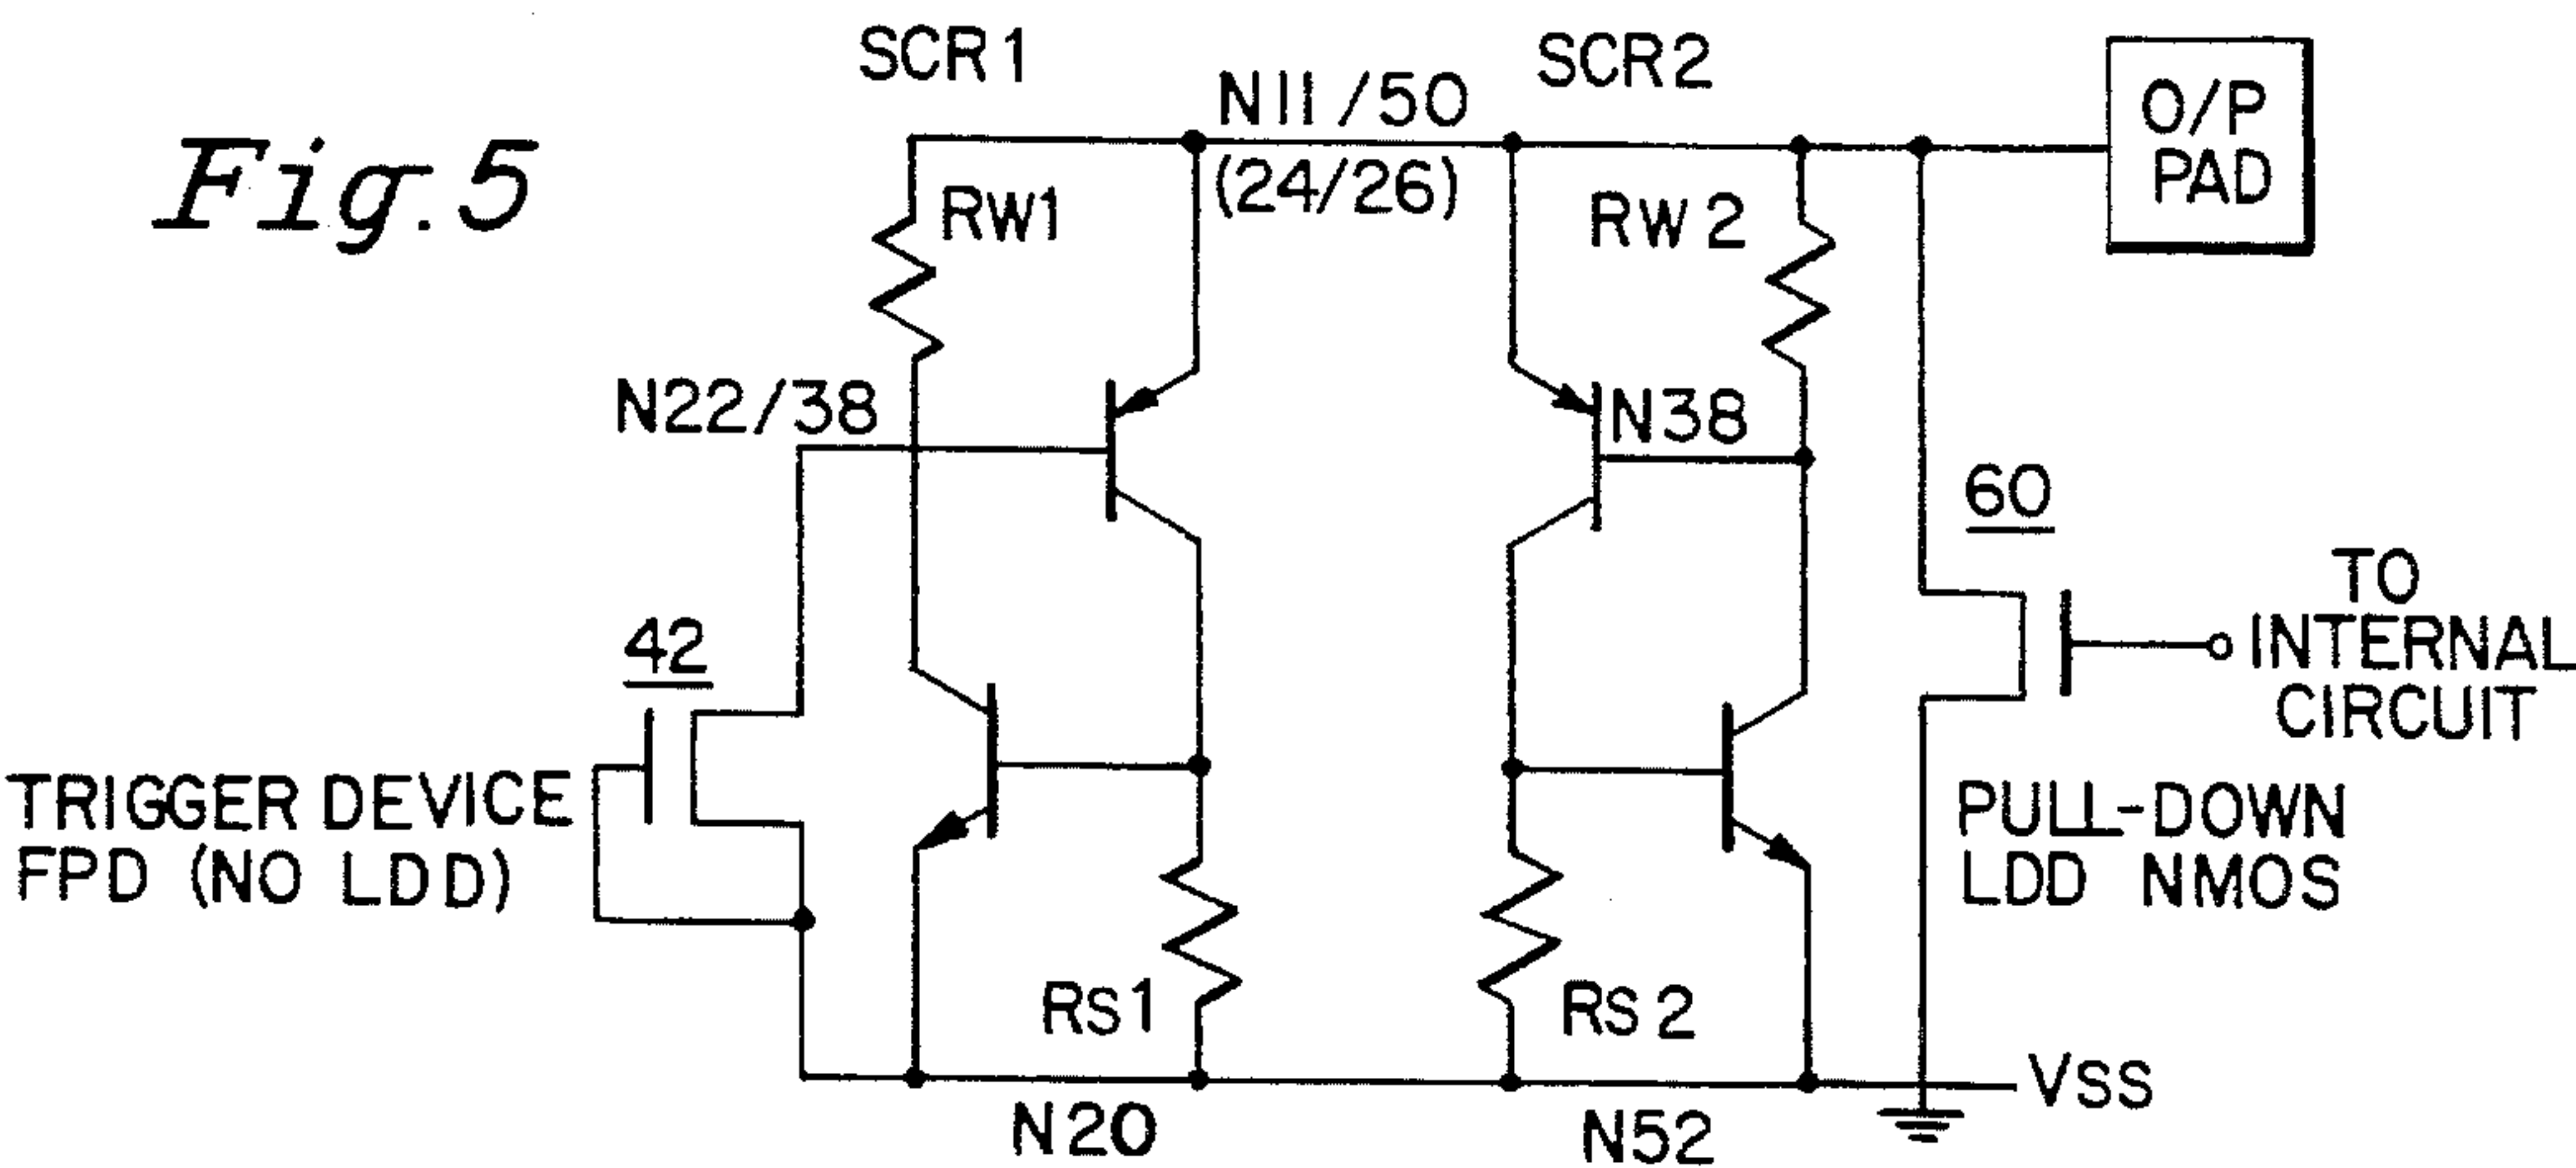 Fig. 5
SCR1
N11/50
(24/26)
SCR2
O/P
PAD
RW1
RW2
N22/38
N38
42
60
TO
INTERNAL
CIRCUIT
TRIGGER DEVICE
FPD (NO LDD)
PULL-DOWN
LDD NMOS
RS1
RS2
N20
N52
VSS